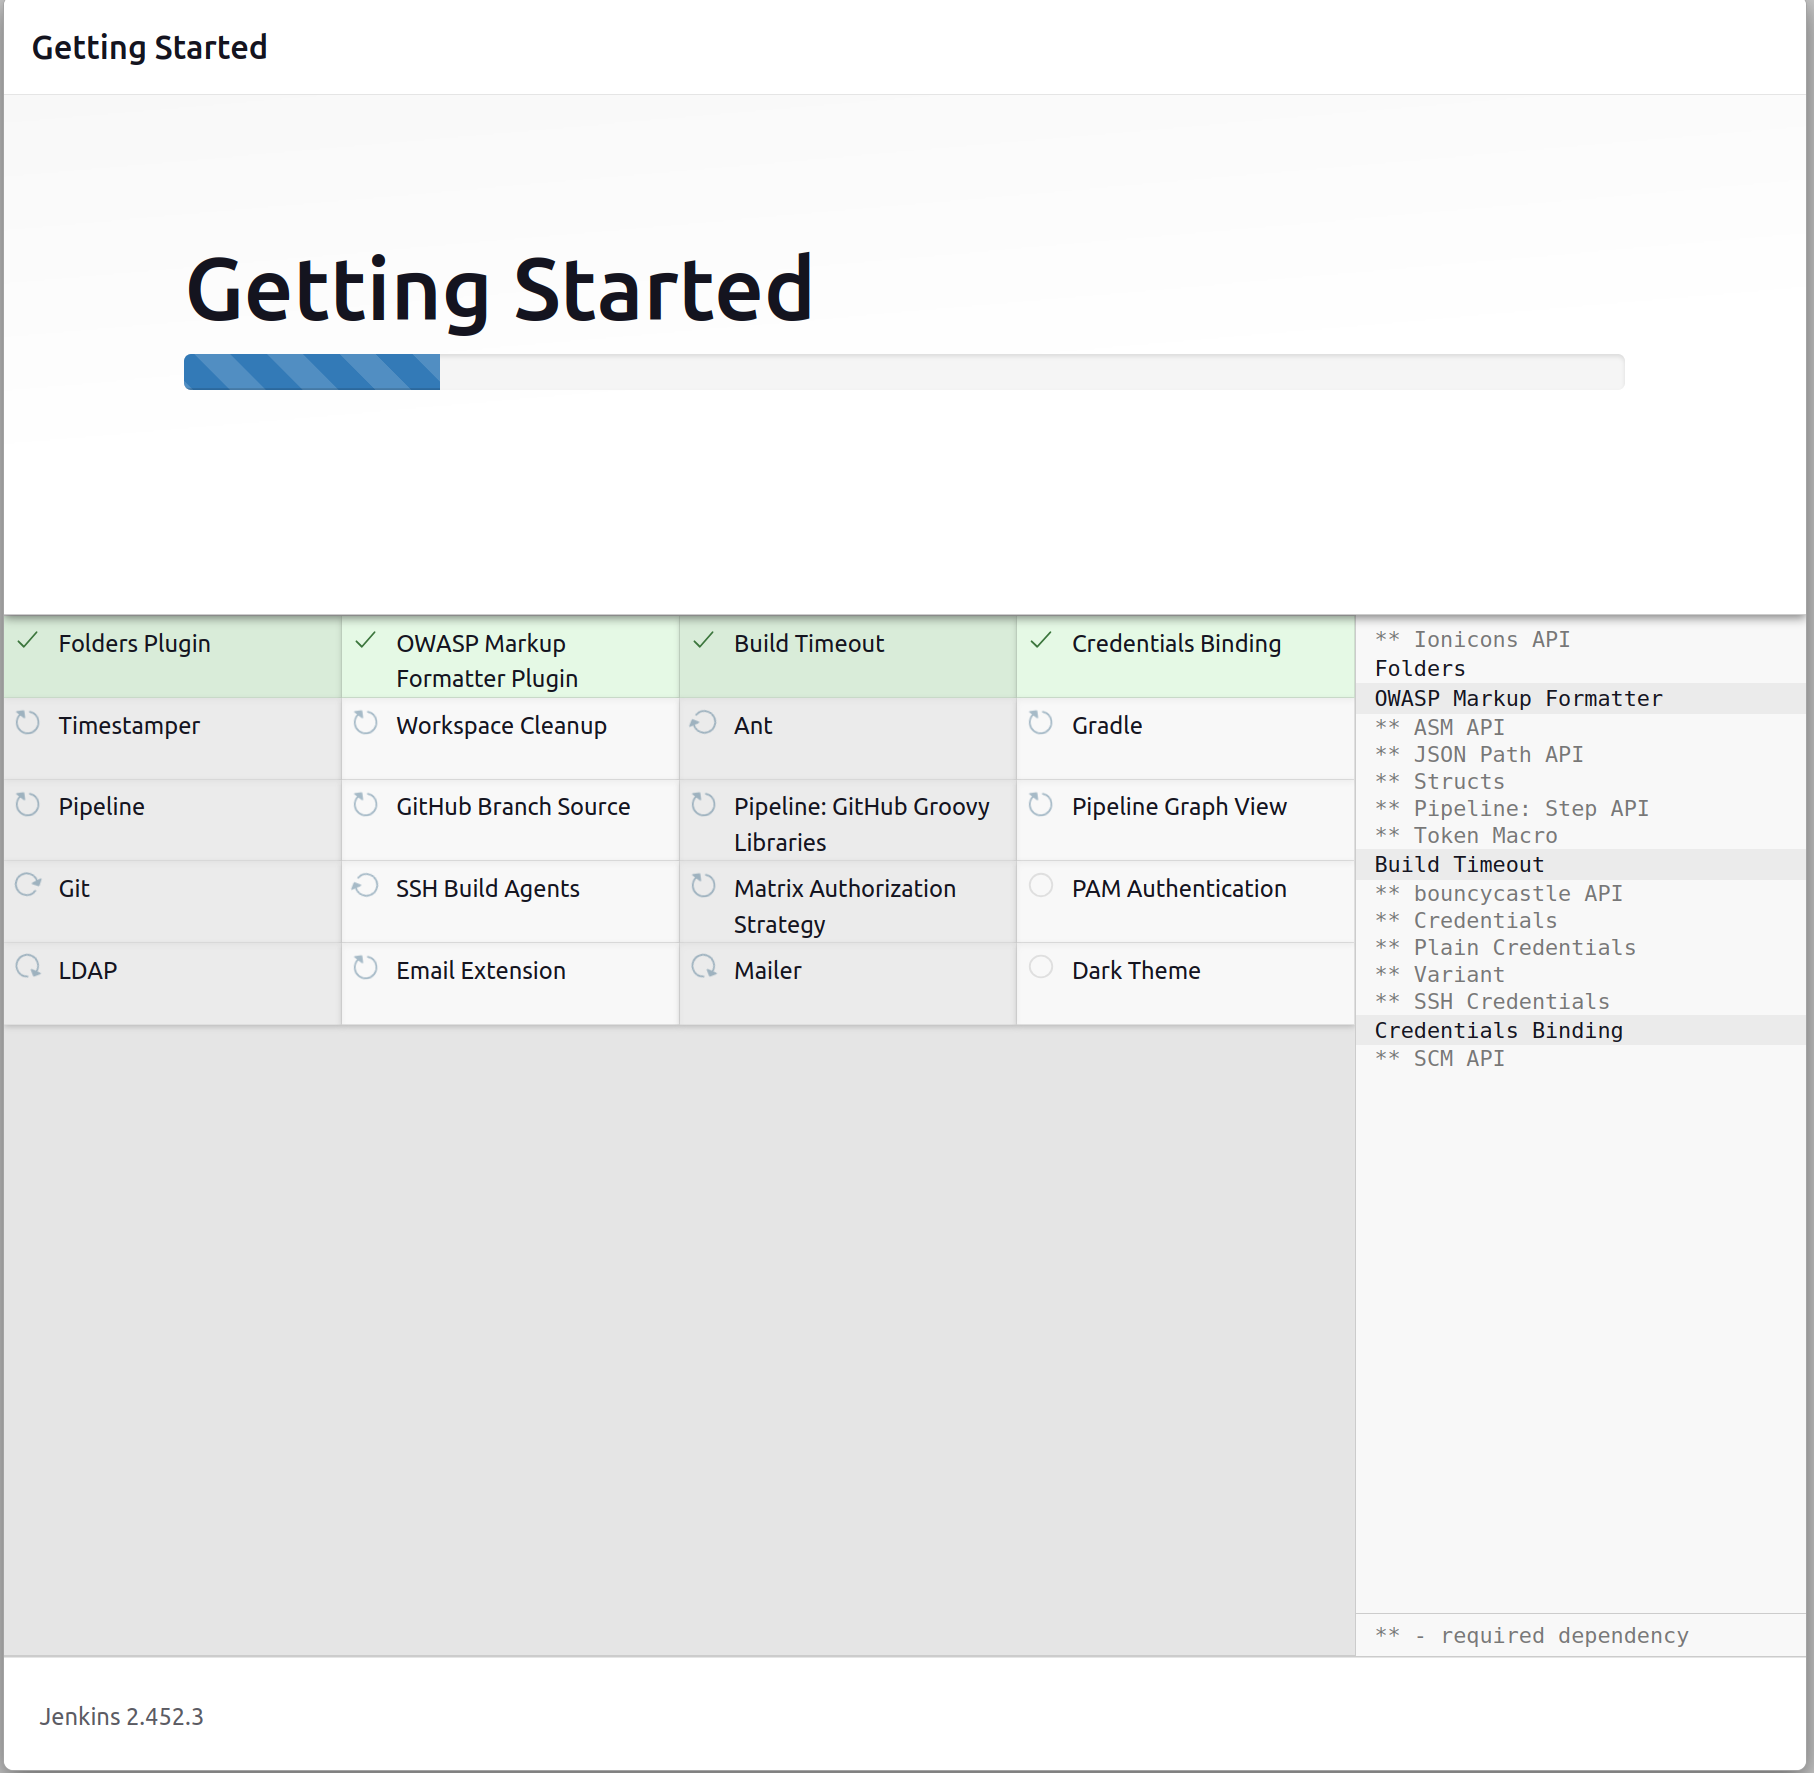 Getting Started
Getting Started
Folders Plugin
OWASP Markup
Formatter Plugin
Build Timeout
Credentials Binding
Timestamper
Workspace Cleanup
Ant
Gradle
Pipeline
GitHub Branch Source
Pipeline: GitHub Groovy
Libraries
Pipeline Graph View
Git
SSH Build Agents
Matrix Authorization
Strategy
PAM Authentication
LDAP
Email Extension
Mailer
Dark Theme
** Ionicons API
Folders
OWASP Markup Formatter
** ASM API
** JSON Path API
** Structs
** Pipeline: Step API
** Token Macro
Build Timeout
** bouncycastle API
** Credentials
** Plain Credentials
** Variant
** SSH Credentials
Credentials Binding
** SCM API
** - required dependency
Jenkins 2.452.3